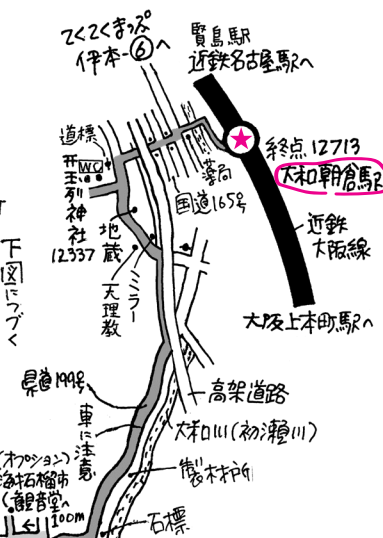 てくてくまっぷ
伊本-⑥へ
賢島駅
近鉄名古屋駅へ
道標
WC
終点 12713
大和朝倉駅
薬局
国道165号
玉列神社
12337
地蔵
ミラー
天理教
近鉄
大阪線
下図につづく
大阪上本町駅へ
県道199号
高架道路
車に注意
大和川(初瀬川)
(オプション)
海石榴市
観音堂へ
製材所
100m
石標